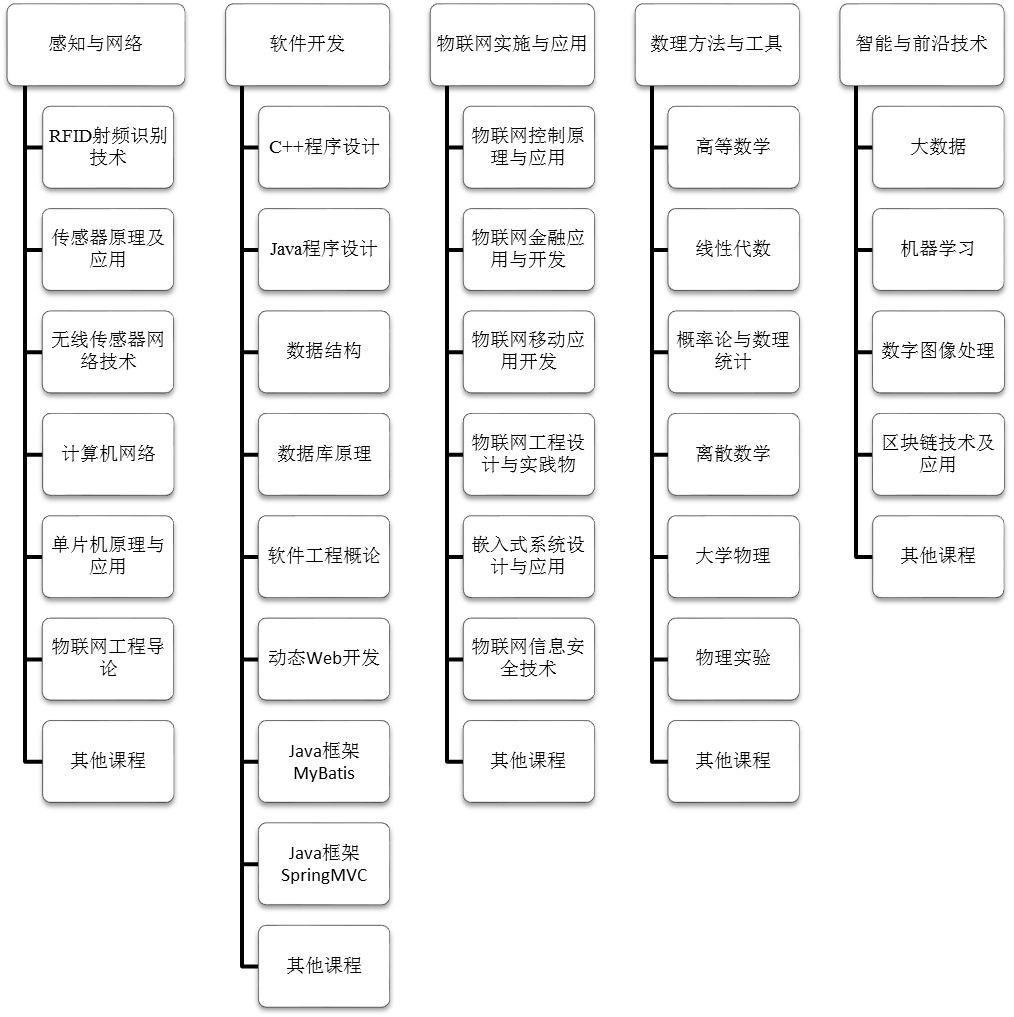 感知与网络
RFID射频识别
技术
传感器原理及
应用
无线传感器网
络技术
计算机网络
单片机原理与
应用
物联网工程导
论
其他课程
软件开发
C++程序设计
Java程序设计
数据结构
数据库原理
软件工程概论
动态Web开发
Java框架
MyBatis
Java框架
SpringMVC
其他课程
物联网实施与应用
物联网控制原
理与应用
物联网金融应
用与开发
物联网移动应
用开发
物联网工程设
计与实践物
嵌入式系统设
计与应用
物联网信息安
全技术
其他课程
数理方法与工具
高等数学
线性代数
概率论与数理
统计
离散数学
大学物理
物理实验
其他课程
智能与前沿技术
大数据
机器学习
数字图像处理
区块链技术及
应用
其他课程